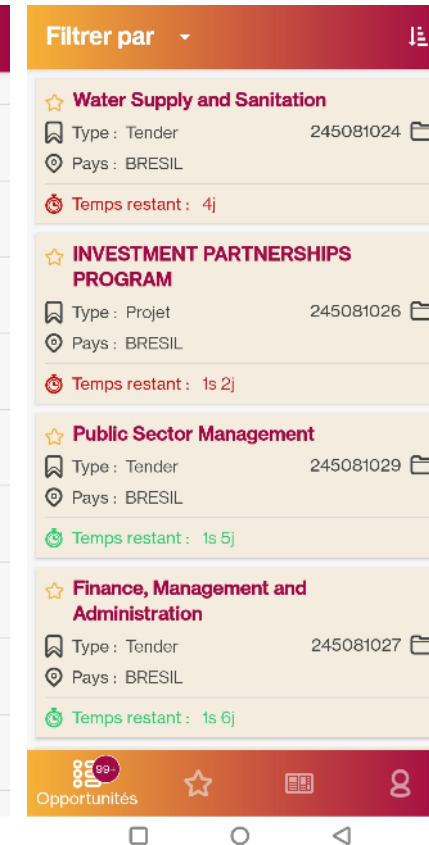 Filtrer par
Water Supply and Sanitation
Type : Tender 245081024
Pays : BRESIL
Temps restant : 4j
INVESTMENT PARTNERSHIPS
PROGRAM
Type : Projet 245081026
Pays : BRESIL
Temps restant : 1s 2j
Public Sector Management
Type : Tender 245081029
Pays : BRESIL
Temps restant : 1s 5j
Finance, Management and
Administration
Type : Tender 245081027
Pays : BRESIL
Temps restant : 1s 6j
99+
Opportunités